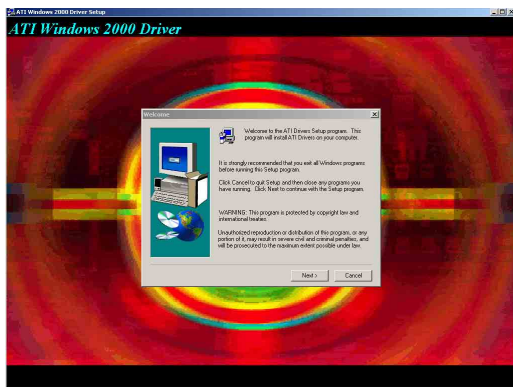 ATI Windows 2000 Driver Setup
ATI Windows 2000 Driver
Welcome
Welcome to the ATI Drivers Setup program. This
program will install ATI Drivers on your computer.
It is strongly recommended that you exit all Windows programs
before running this Setup program.
Click Cancel to quit Setup and then close any programs you
have running. Click Next to continue with the Setup program.
WARNING: This program is protected by copyright law and
international treaties.
Unauthorized reproduction or distribution of this program, or any
portion of it, may result in severe civil and criminal penalties, and
will be prosecuted to the maximum extent possible under law.
Next >
Cancel